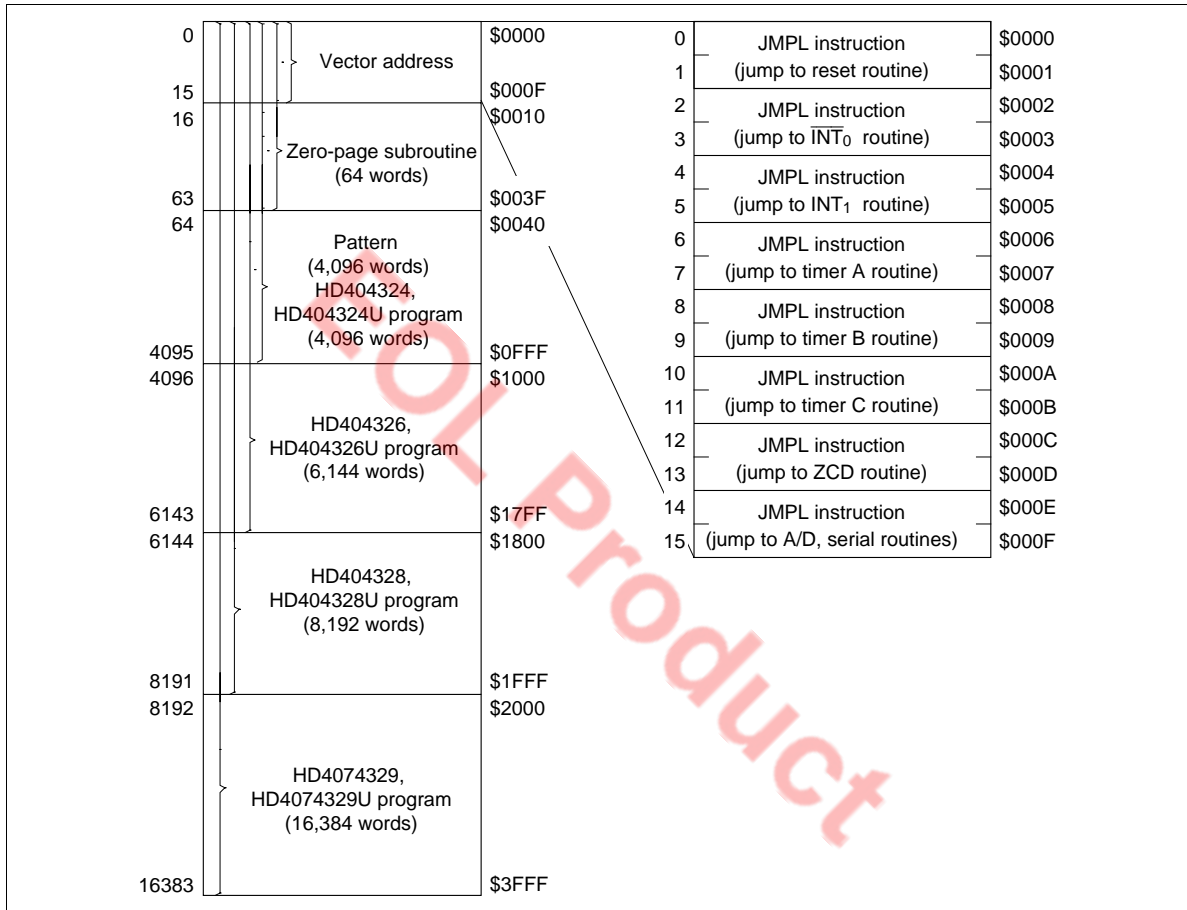 0 $0000
Vector address
15 $000F
16 $0010
Zero-page subroutine
(64 words)
63 $003F
64 $0040
Pattern
(4,096 words)
HD404324,
HD404324U program
(4,096 words)
4095 $0FFF
4096 $1000
HD404326,
HD404326U program
(6,144 words)
6143 $17FF
6144 $1800
HD404328,
HD404328U program
(8,192 words)
8191 $1FFF
8192 $2000
HD4074329,
HD4074329U program
(16,384 words)
16383 $3FFF
0 JMPL instruction $0000
1 (jump to reset routine) $0001
2 JMPL instruction $0002
3 (jump to I̅N̅T̅₀ routine) $0003
4 JMPL instruction $0004
5 (jump to INT₁ routine) $0005
6 JMPL instruction $0006
7 (jump to timer A routine) $0007
8 JMPL instruction $0008
9 (jump to timer B routine) $0009
10 JMPL instruction $000A
11 (jump to timer C routine) $000B
12 JMPL instruction $000C
13 (jump to ZCD routine) $000D
14 JMPL instruction $000E
15 (jump to A/D, serial routines) $000F
EOL Product